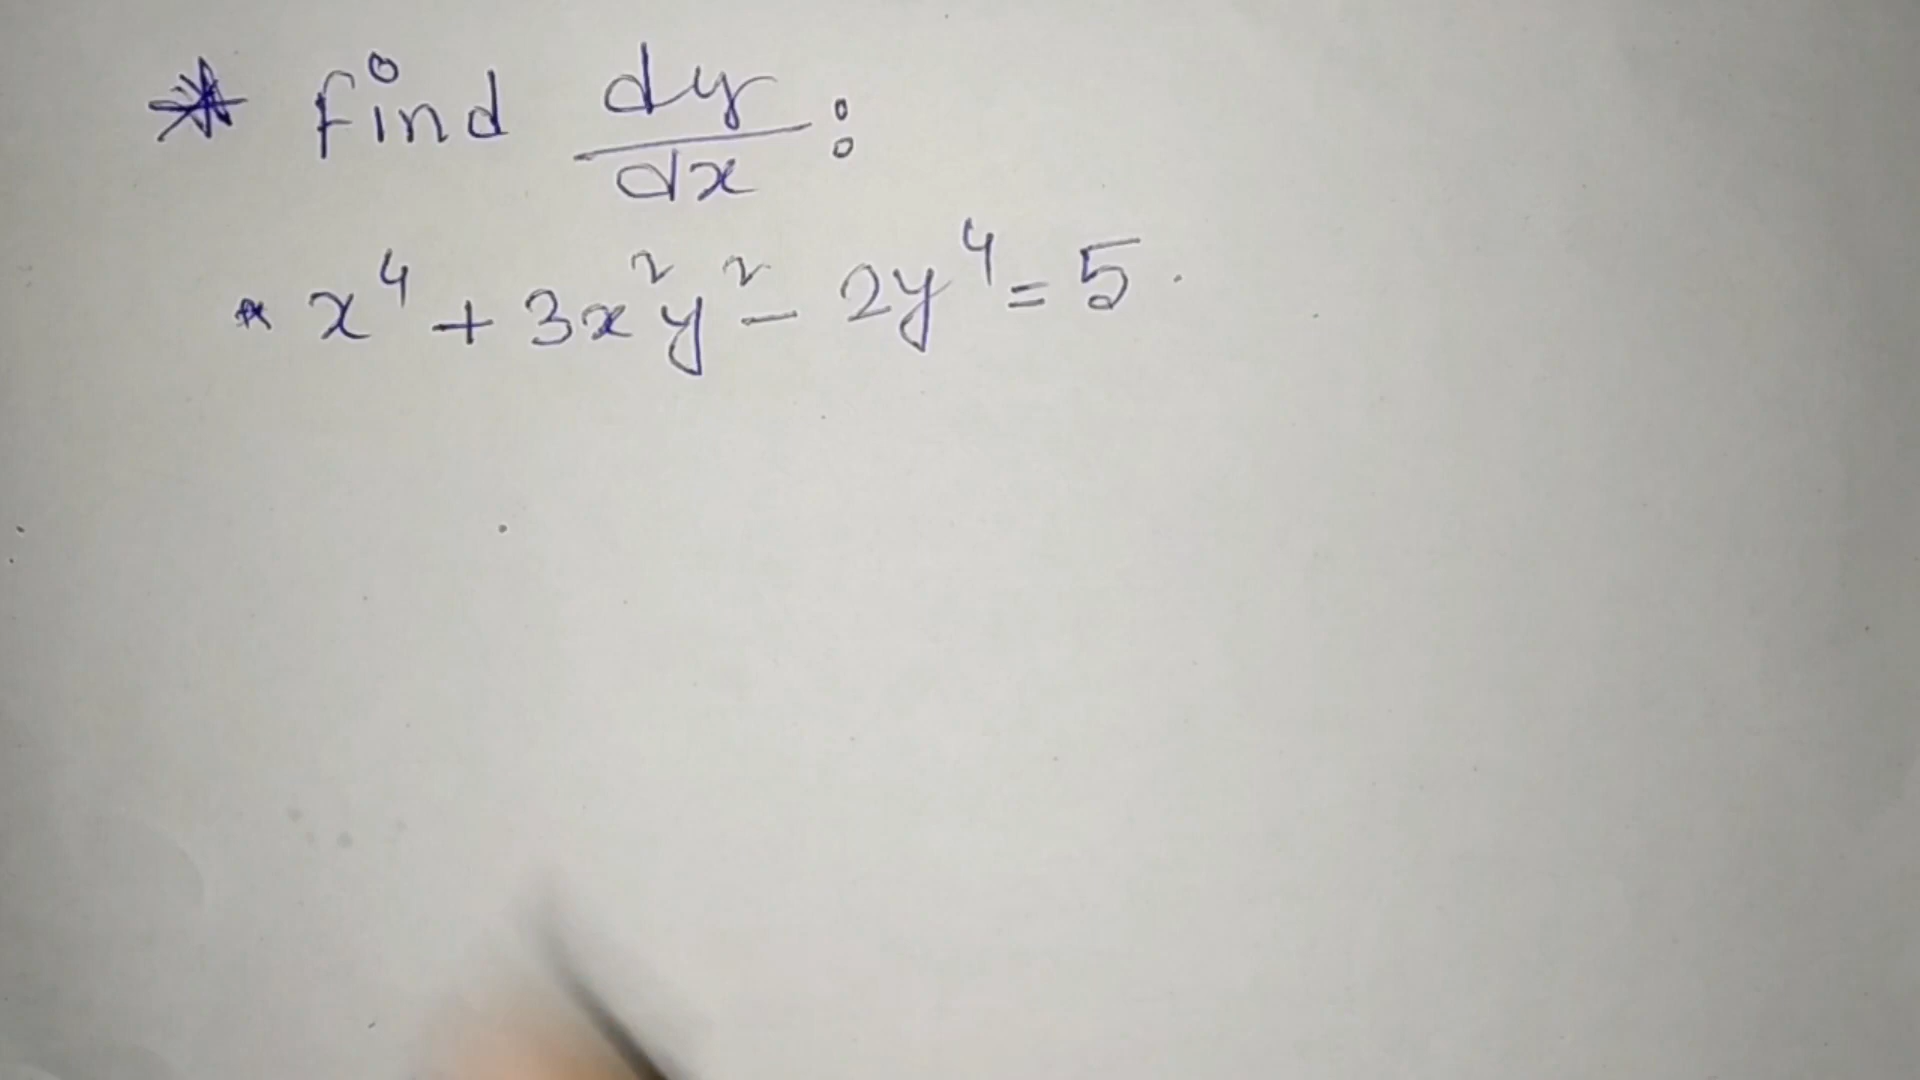 * find dy/dx :
* x⁴ + 3x²y² - 2y⁴ = 5.